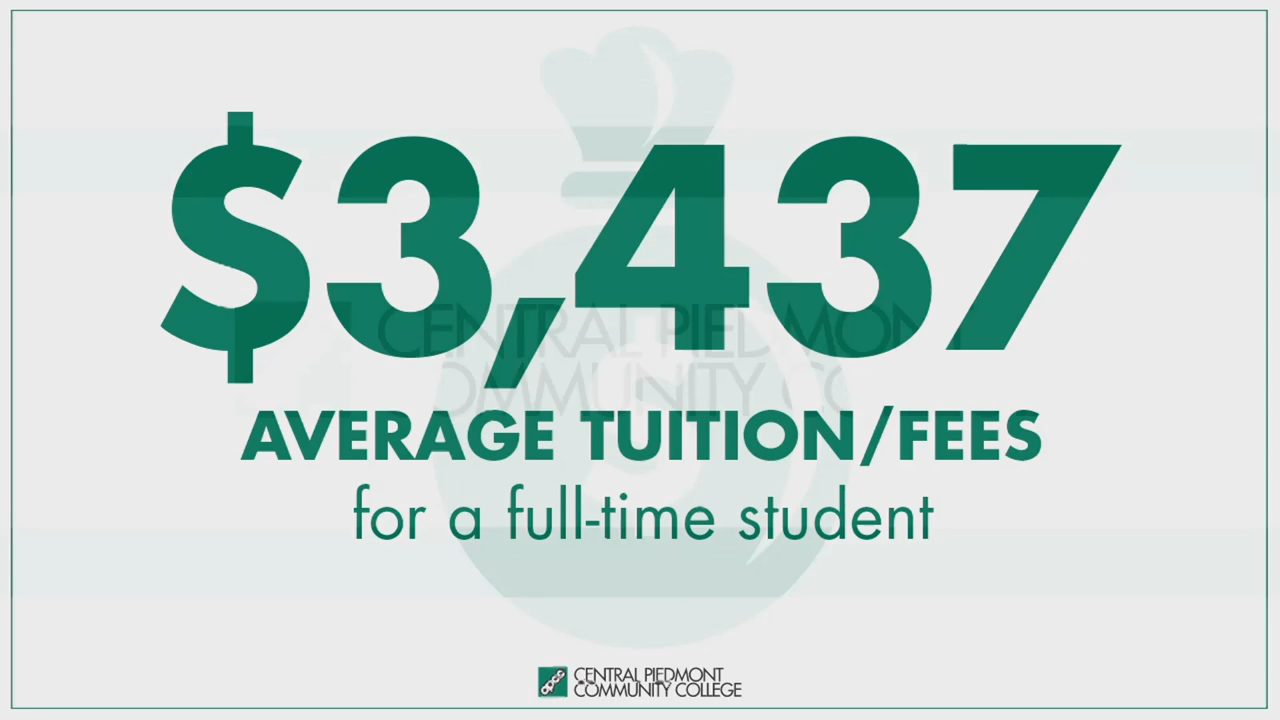 $3,437
AVERAGE TUITION/FEES
for a full-time student
CENTRAL PIEDMONT
COMMUNITY COLLEGE